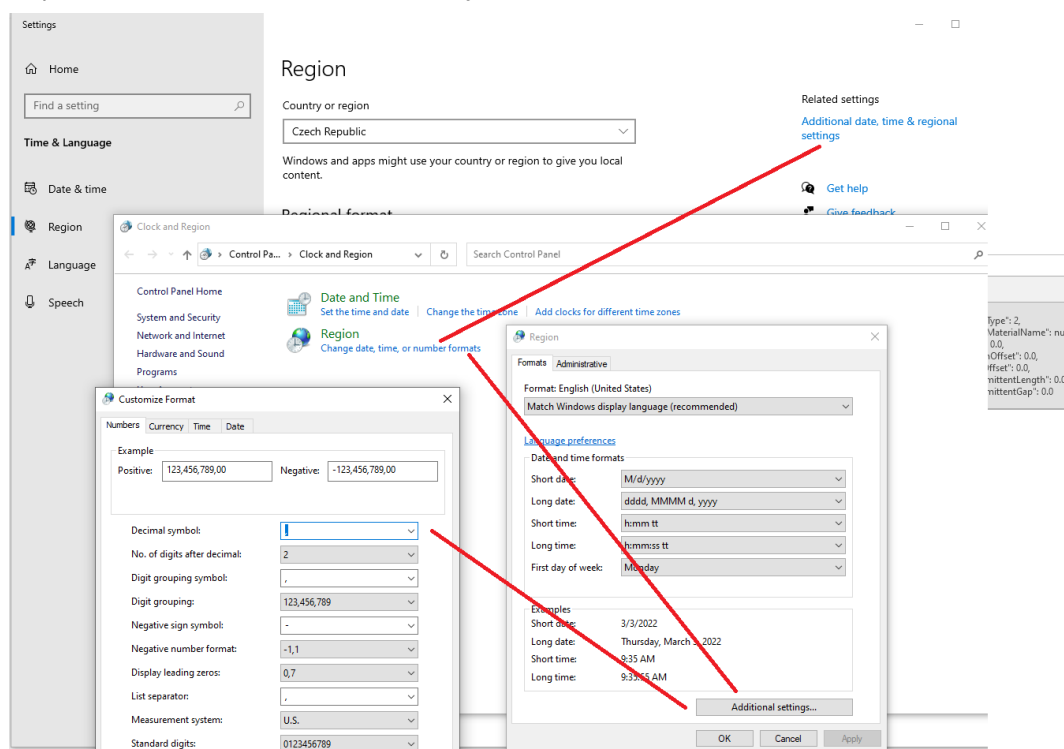 Settings
Home
Find a setting
Time & Language
Date & time
Region
Language
Speech
Region
Country or region
Czech Republic
Windows and apps might use your country or region to give you local
content.
Regional format
Related settings
Additional date, time & regional
settings
Get help
Give feedback
Clock and Region
Control Pa... › Clock and Region
Search Control Panel
Control Panel Home
System and Security
Network and Internet
Hardware and Sound
Programs
Date and Time
Set the time and date
Change the time zone
Add clocks for different time zones
Region
Change date, time, or number formats
Type": 2,
MaterialName": nu
0.0,
Offset": 0.0,
ffset": 0.0,
mittentLength": 0.0
mittentGap": 0.0
Customize Format
Numbers Currency Time Date
Example
Positive: 123,456,789,00 Negative: -123,456,789,00
Decimal symbol:
No. of digits after decimal: 2
Digit grouping symbol: ,
Digit grouping: 123,456,789
Negative sign symbol: -
Negative number format: -1,1
Display leading zeros: 0,7
List separator: ,
Measurement system: U.S.
Standard digits: 0123456789
Region
Formats Administrative
Format: English (United States)
Match Windows display language (recommended)
Language preferences
Date and time formats
Short date: M/d/yyyy
Long date: dddd, MMMM d, yyyy
Short time: h:mm tt
Long time: h:mm:ss tt
First day of week: Monday
Examples
Short date: 3/3/2022
Long date: Thursday, March 3, 2022
Short time: 9:35 AM
Long time: 9:35:55 AM
Additional settings...
OK Cancel Apply